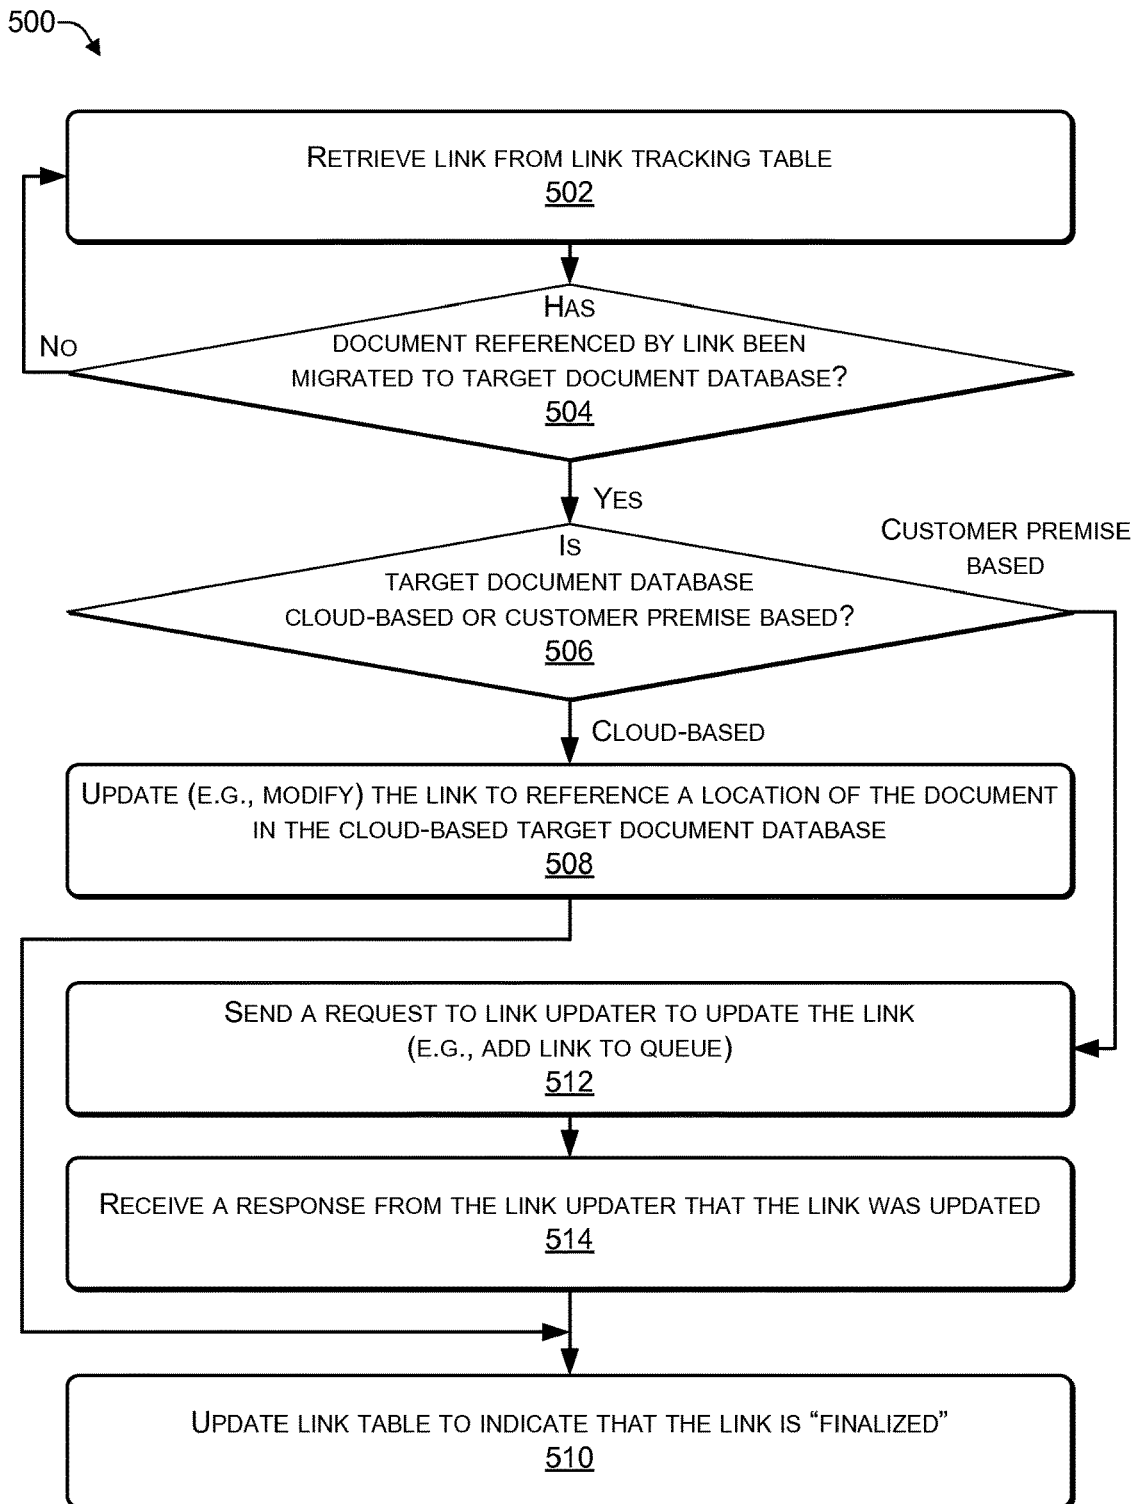 500
RETRIEVE LINK FROM LINK TRACKING TABLE
502
HAS
DOCUMENT REFERENCED BY LINK BEEN
MIGRATED TO TARGET DOCUMENT DATABASE?
504
NO
YES
IS
TARGET DOCUMENT DATABASE
CLOUD-BASED OR CUSTOMER PREMISE BASED?
506
CUSTOMER PREMISE
BASED
CLOUD-BASED
UPDATE (E.G., MODIFY) THE LINK TO REFERENCE A LOCATION OF THE DOCUMENT
IN THE CLOUD-BASED TARGET DOCUMENT DATABASE
508
SEND A REQUEST TO LINK UPDATER TO UPDATE THE LINK
(E.G., ADD LINK TO QUEUE)
512
RECEIVE A RESPONSE FROM THE LINK UPDATER THAT THE LINK WAS UPDATED
514
UPDATE LINK TABLE TO INDICATE THAT THE LINK IS “FINALIZED”
510